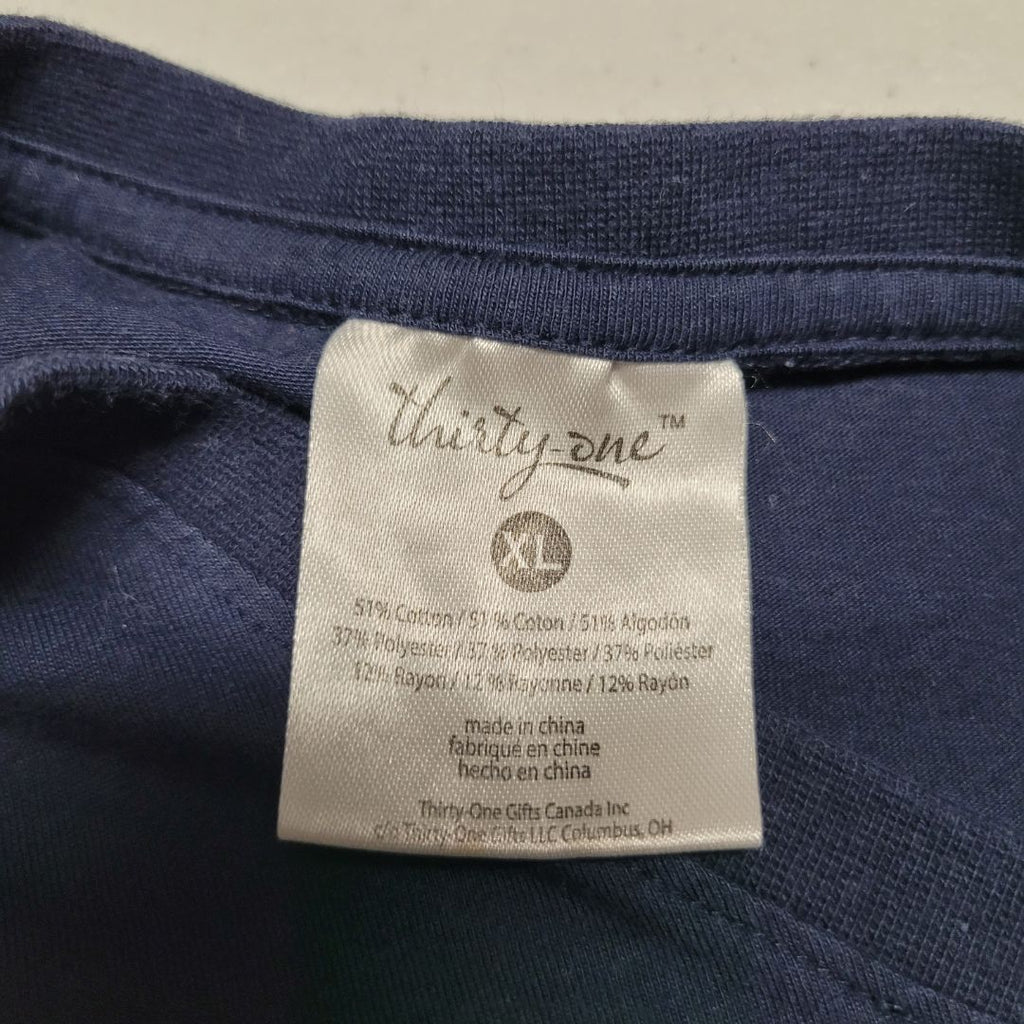 thirty-one™
XL
51% Cotton / 51 % Coton / 51% Algodón
37% Polyester / 37 % Polyester / 37% Poliéster
12% Rayon / 12 % Rayonne / 12% Rayón
made in china
fabrique en chine
hecho en china
Thirty-One Gifts Canada Inc
c/o Thirty-One Gifts LLC Columbus, OH